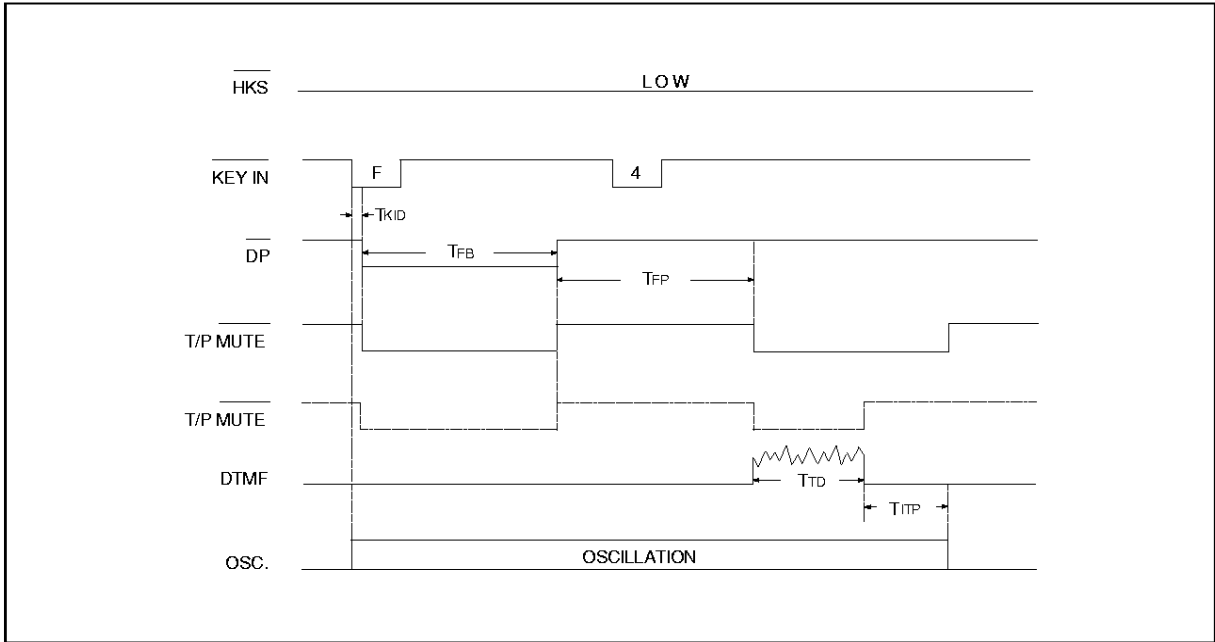 HKS
LOW
KEY IN
F
4
TKID
DP
TFB
TFP
T/P MUTE
T/P MUTE
DTMF
TTD
TITP
OSC.
OSCILLATION